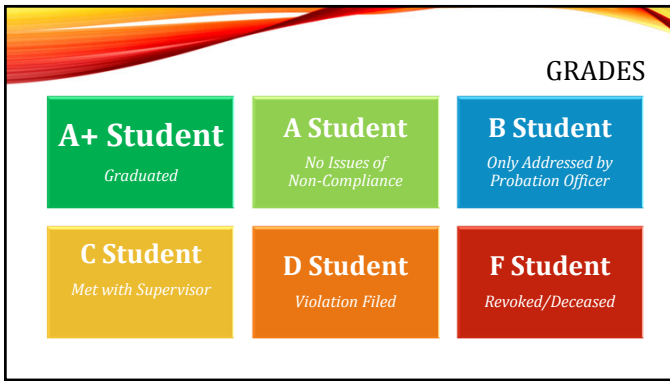 GRADES
A+ Student
Graduated
A Student
No Issues of
Non-Compliance
B Student
Only Addressed by
Probation Officer
C Student
Met with Supervisor
D Student
Violation Filed
F Student
Revoked/Deceased